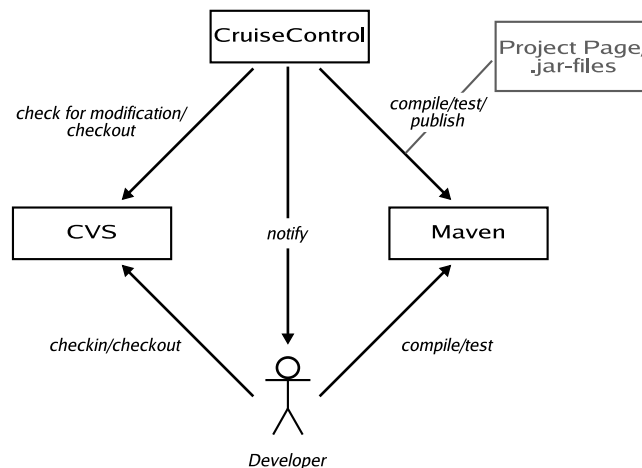 CruiseControl
Project Page,
.jar-files
check for modification/
checkout
compile/test/
publish
CVS
notify
Maven
checkin/checkout
compile/test
Developer